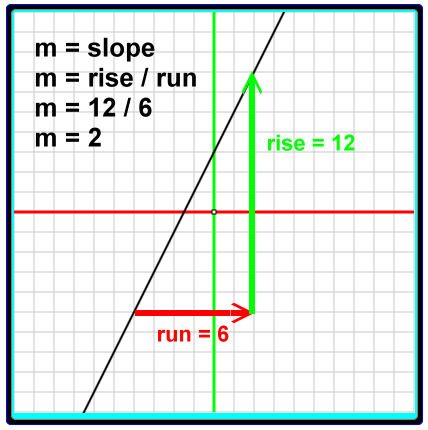 m = slope
m = rise / run
m = 12 / 6
m = 2
rise = 12
run = 6